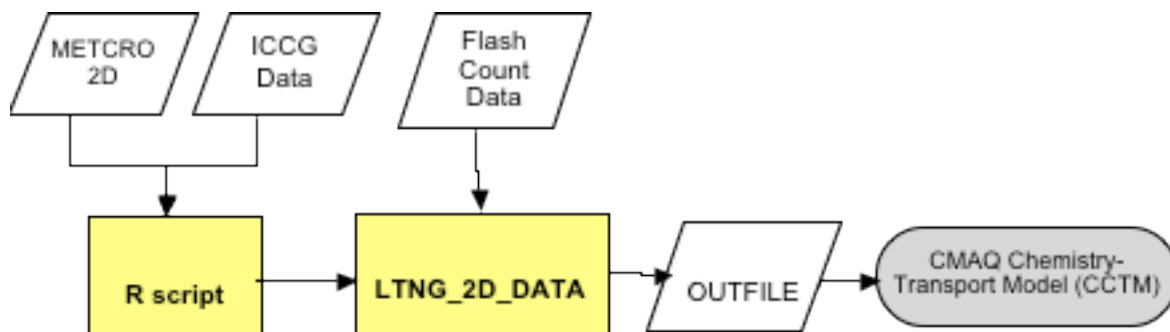 METCRO
2D
ICCG
Data
Flash
Count
Data
R script
LTNG_2D_DATA
OUTFILE
CMAQ Chemistry-
Transport Model (CCTM)